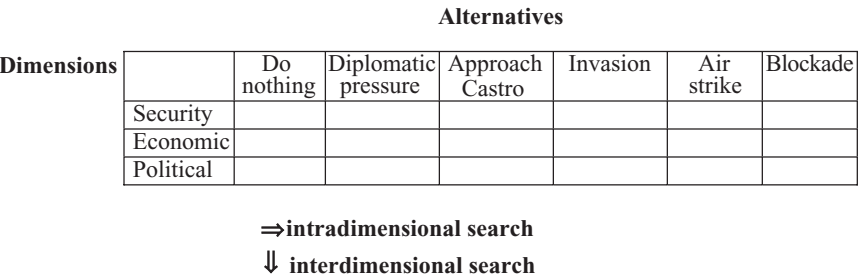 Alternatives
Dimensions
Do nothing
Diplomatic pressure
Approach Castro
Invasion
Air strike
Blockade
Security
Economic
Political
⇒intradimensional search
⇓ interdimensional search